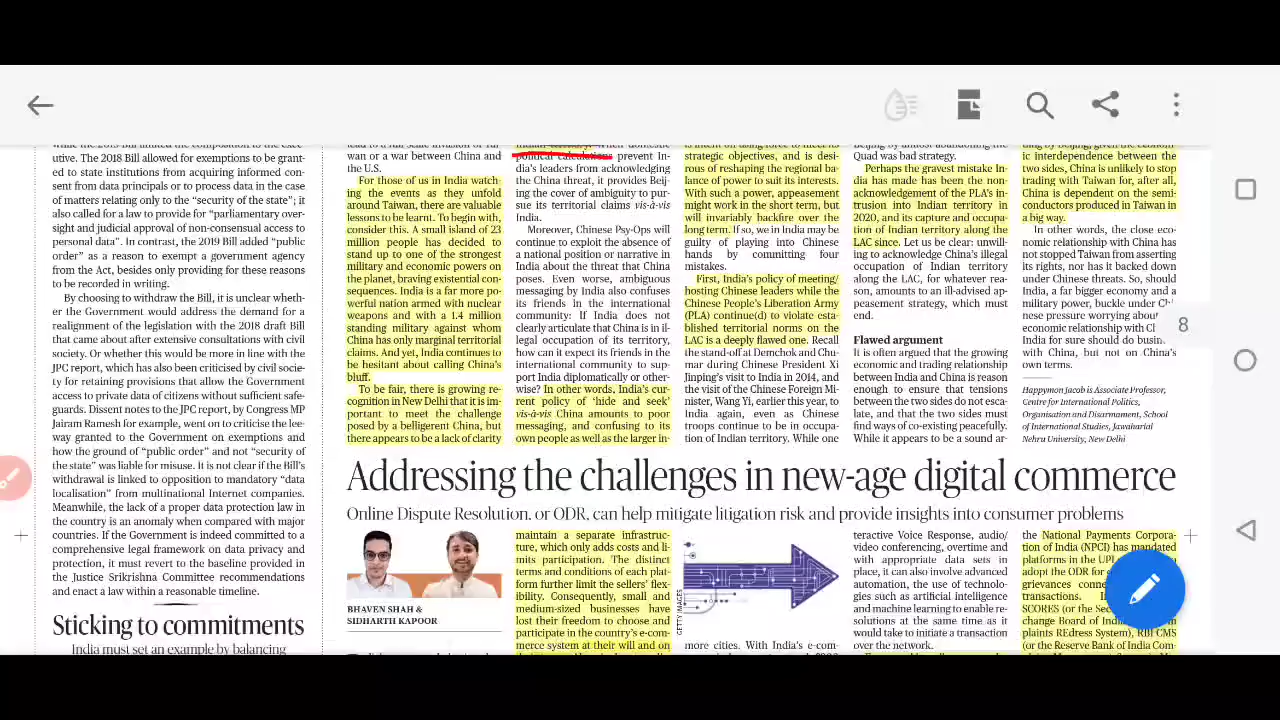 while the 2019 Bill limited the composition to the exec-
utive. The 2018 Bill allowed for exemptions to be grant-
ed to state institutions from acquiring informed con-
sent from data principals or to process data in the case
of matters relating only to the “security of the state”; it
also called for a law to provide for “parliamentary over-
sight and judicial approval of non-consensual access to
personal data”. In contrast, the 2019 Bill added “public
order” as a reason to exempt a government agency
from the Act, besides only providing for these reasons
to be recorded in writing.
By choosing to withdraw the Bill, it is unclear wheth-
er the Government would address the demand for a
realignment of the legislation with the 2018 draft Bill
that came about after extensive consultations with civil
society. Or whether this would be more in line with the
JPC report, which has also been criticised by civil socie-
ty for retaining provisions that allow the Government
access to private data of citizens without sufficient safe-
guards. Dissent notes to the JPC report, by Congress MP
Jairam Ramesh for example, went on to criticise the lee-
way granted to the Government on exemptions and
how the ground of “public order” and not “security of
the state” was liable for misuse. It is not clear if the Bill’s
withdrawal is linked to opposition to mandatory “data
localisation” from multinational Internet companies.
Meanwhile, the lack of a proper data protection law in
the country is an anomaly when compared with major
countries. If the Government is indeed committed to a
comprehensive legal framework on data privacy and
protection, it must revert to the baseline provided in
the Justice Srikrishna Committee recommendations
and enact a law within a reasonable timeline.
Sticking to commitments
India must set an example by balancing
lead to a full scale invasion of Tai-
wan or a war between China and
the U.S.
For those of us in India watch-
ing the events as they unfold
around Taiwan, there are valuable
lessons to be learnt. To begin with,
consider this. A small island of 23
million people has decided to
stand up to one of the strongest
military and economic powers on
the planet, braving existential con-
sequences. India is a far more po-
werful nation armed with nuclear
weapons and with a 1.4 million
standing military against whom
China has only marginal territorial
claims. And yet, India continues to
be hesitant about calling China’s
bluff.
To be fair, there is growing re-
cognition in New Delhi that it is im-
portant to meet the challenge
posed by a belligerent China, but
there appears to be a lack of clarity
Indian territory. When domestic
political calculations prevent In-
dia’s leaders from acknowledging
the China threat, it provides Beij-
ing the cover of ambiguity to pur-
sue its territorial claims vis-à-vis
India.
Moreover, Chinese Psy-Ops will
continue to exploit the absence of
a national position or narrative in
India about the threat that China
poses. Even worse, ambiguous
messaging by India also confuses
its friends in the international
community: If India does not
clearly articulate that China is in il-
legal occupation of its territory,
how can it expect its friends in the
international community to sup-
port India diplomatically or other-
wise? In other words, India’s cur-
rent policy of ‘hide and seek’
vis-à-vis China amounts to poor
messaging, and confusing to its
own people as well as the larger in-
strategic objectives, and is desi-
rous of reshaping the regional ba-
lance of power to suit its interests.
With such a power, appeasement
might work in the short term, but
will invariably backfire over the
long term. If so, we in India may be
guilty of playing into Chinese
hands by committing four
mistakes.
First, India’s policy of meeting/
hosting Chinese leaders while the
Chinese People’s Liberation Army
(PLA) continue(d) to violate esta-
blished territorial norms on the
LAC is a deeply flawed one. Recall
the stand-off at Demchok and Chu-
mar during Chinese President Xi
Jinping’s visit to India in 2014, and
the visit of the Chinese Foreign Mi-
nister, Wang Yi, earlier this year, to
India again, even as Chinese
troops continue to be in occupa-
tion of Indian territory. While one
Beijing by almost abandoning the
Quad was bad strategy.
Perhaps the gravest mistake In-
dia has made has been the non-
acknowledgement of the PLA’s in-
trusion into Indian territory in
2020, and its capture and occupa-
tion of Indian territory along the
LAC since. Let us be clear: unwill-
ing to acknowledge China’s illegal
occupation of Indian territory
along the LAC, for whatever rea-
son, amounts to an ill-advised ap-
peasement strategy, which must
end.
Flawed argument
It is often argued that the growing
economic and trading relationship
between India and China is reason
enough to ensure that tensions
between the two sides do not esca-
late, and that the two sides must
find ways of co-existing peacefully.
While it appears to be a sound ar-
ic interdependence between the
two sides, China is unlikely to stop
trading with Taiwan for, after all,
China is dependent on the semi-
conductors produced in Taiwan in
a big way.
In other words, the close eco-
nomic relationship with China has
not stopped Taiwan from asserting
its rights, nor has it backed down
under Chinese threats. So, should
India, a far bigger economy and a
military power, buckle under Chi
nese pressure worrying about
economic relationship with Ch
India for sure should do busin
with China, but not on China’s
own terms.
Happymon Jacob is Associate Professor,
Centre for International Politics,
Organisation and Disarmament, School
of International Studies, Jawaharlal
Nehru University, New Delhi
8
Addressing the challenges in new-age digital commerce
Online Dispute Resolution, or ODR, can help mitigate litigation risk and provide insights into consumer problems
BHAVEN SHAH &
SIDHARTH KAPOOR
maintain a separate infrastruc-
ture, which only adds costs and li-
mits participation. The distinct
terms and conditions of each plat-
form further limit the sellers’ flex-
ibility. Consequently, small and
medium-sized businesses have
lost their freedom to choose and
participate in the country’s e-com-
merce system at their will and on
GETTY IMAGES
more cities. With India’s e-com-
teractive Voice Response, audio/
video conferencing, overtime and
with appropriate data sets in
place, it can also involve advanced
automation, the use of technolo-
gies such as artificial intelligence
and machine learning to enable re-
solutions at the same time as it
would take to initiate a transaction
over the network.
the National Payments Corpora-
tion of India (NPCI) has mandated
platforms in the UPI
adopt the ODR for
grievances conne
transactions. I
SCORES (or the Sec
change Board of Indi
plaints REdress System), RBI CMS
(or the Reserve Bank of India Com-